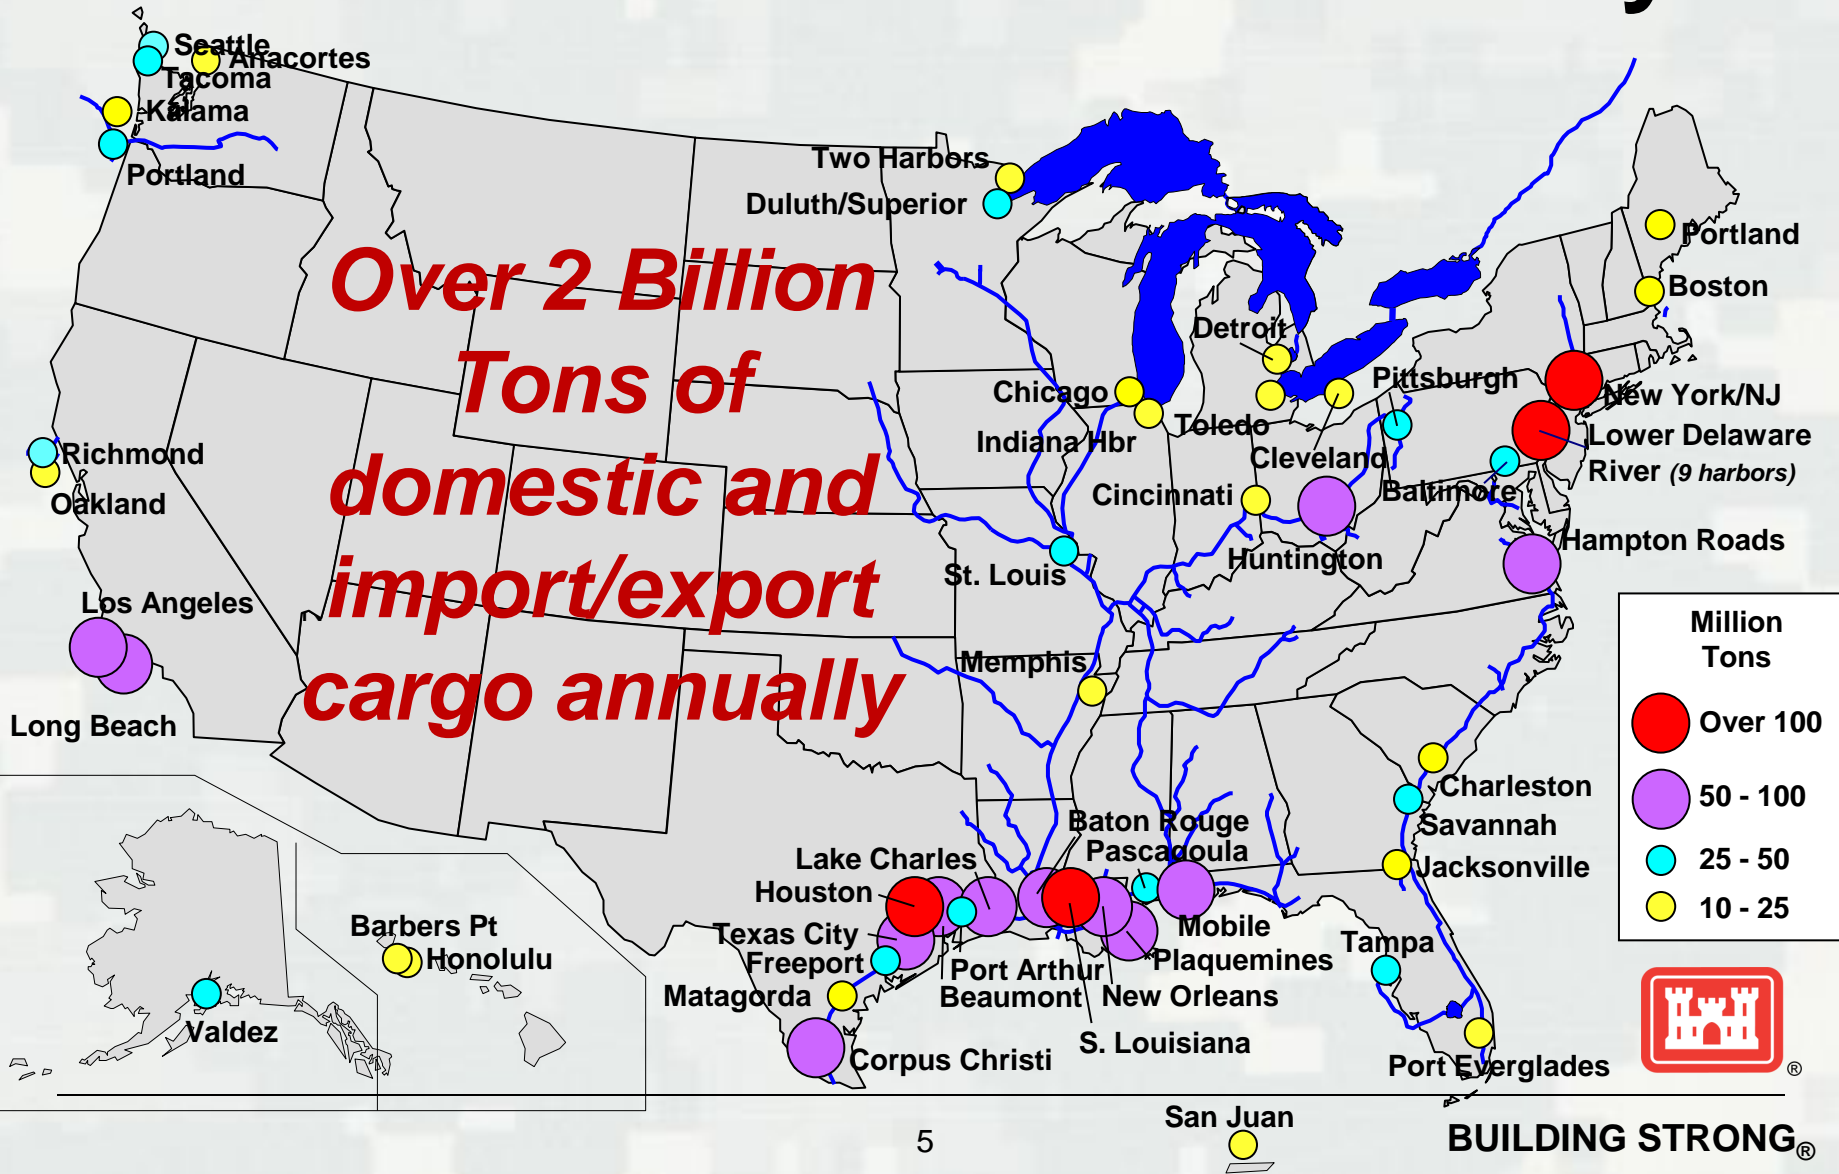 Seattle
Anacortes
Tacoma
Kalama
Portland
Two Harbors
Duluth/Superior
Portland
Boston
Over 2 Billion
Tons of
domestic and
import/export
cargo annually
Detroit
Chicago
Pittsburgh
New York/NJ
Toledo
Indiana Hbr
Lower Delaware
River (9 harbors)
Richmond
Cleveland
Oakland
Cincinnati
Baltimore
Hampton Roads
Huntington
St. Louis
Los Angeles
Memphis
Long Beach
Million
Tons
Over 100
50 - 100
25 - 50
10 - 25
Charleston
Savannah
Baton Rouge
Pascagoula
Lake Charles
Jacksonville
Houston
Barbers Pt
Honolulu
Texas City
Mobile
Tampa
Freeport
Port Arthur
Plaquemines
Matagorda
Beaumont
New Orleans
Valdez
S. Louisiana
Corpus Christi
Port Everglades
®
San Juan
5
BUILDING STRONG®